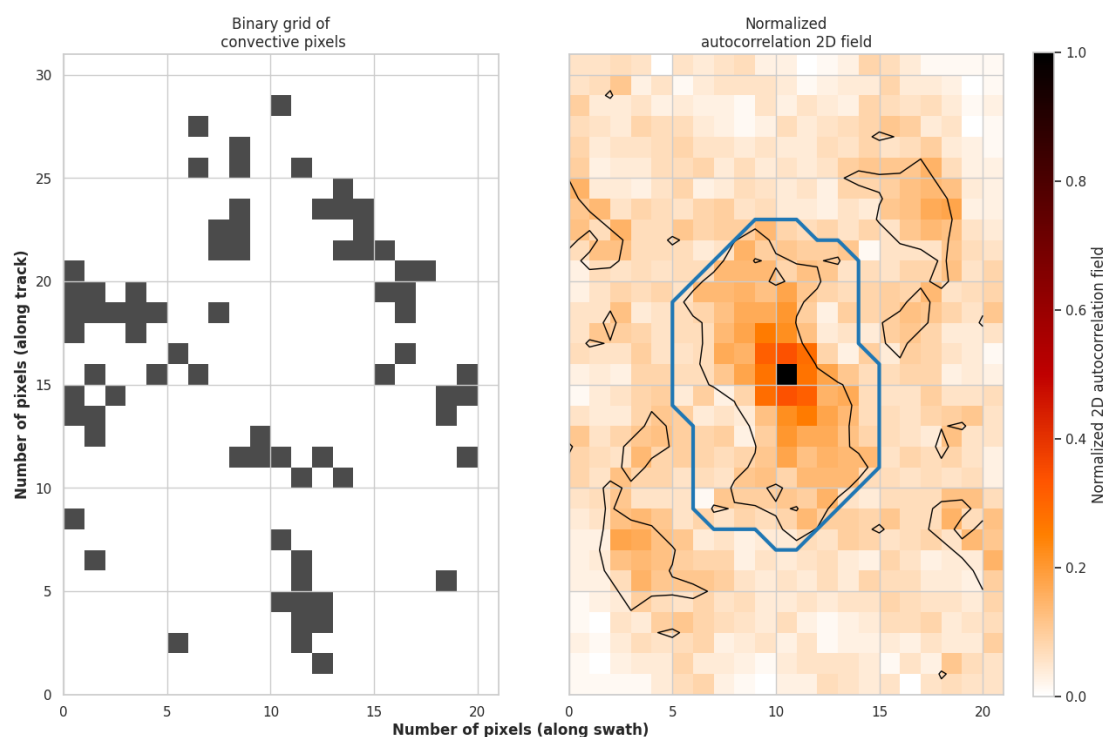 Binary grid of
convective pixels
Normalized
autocorrelation 2D field
Number of pixels (along track)
30
25
20
15
10
5
0
0 5 10 15 20
0 5 10 15 20
Number of pixels (along swath)
1.0
0.8
0.6
0.4
0.2
0.0
Normalized 2D autocorrelation field